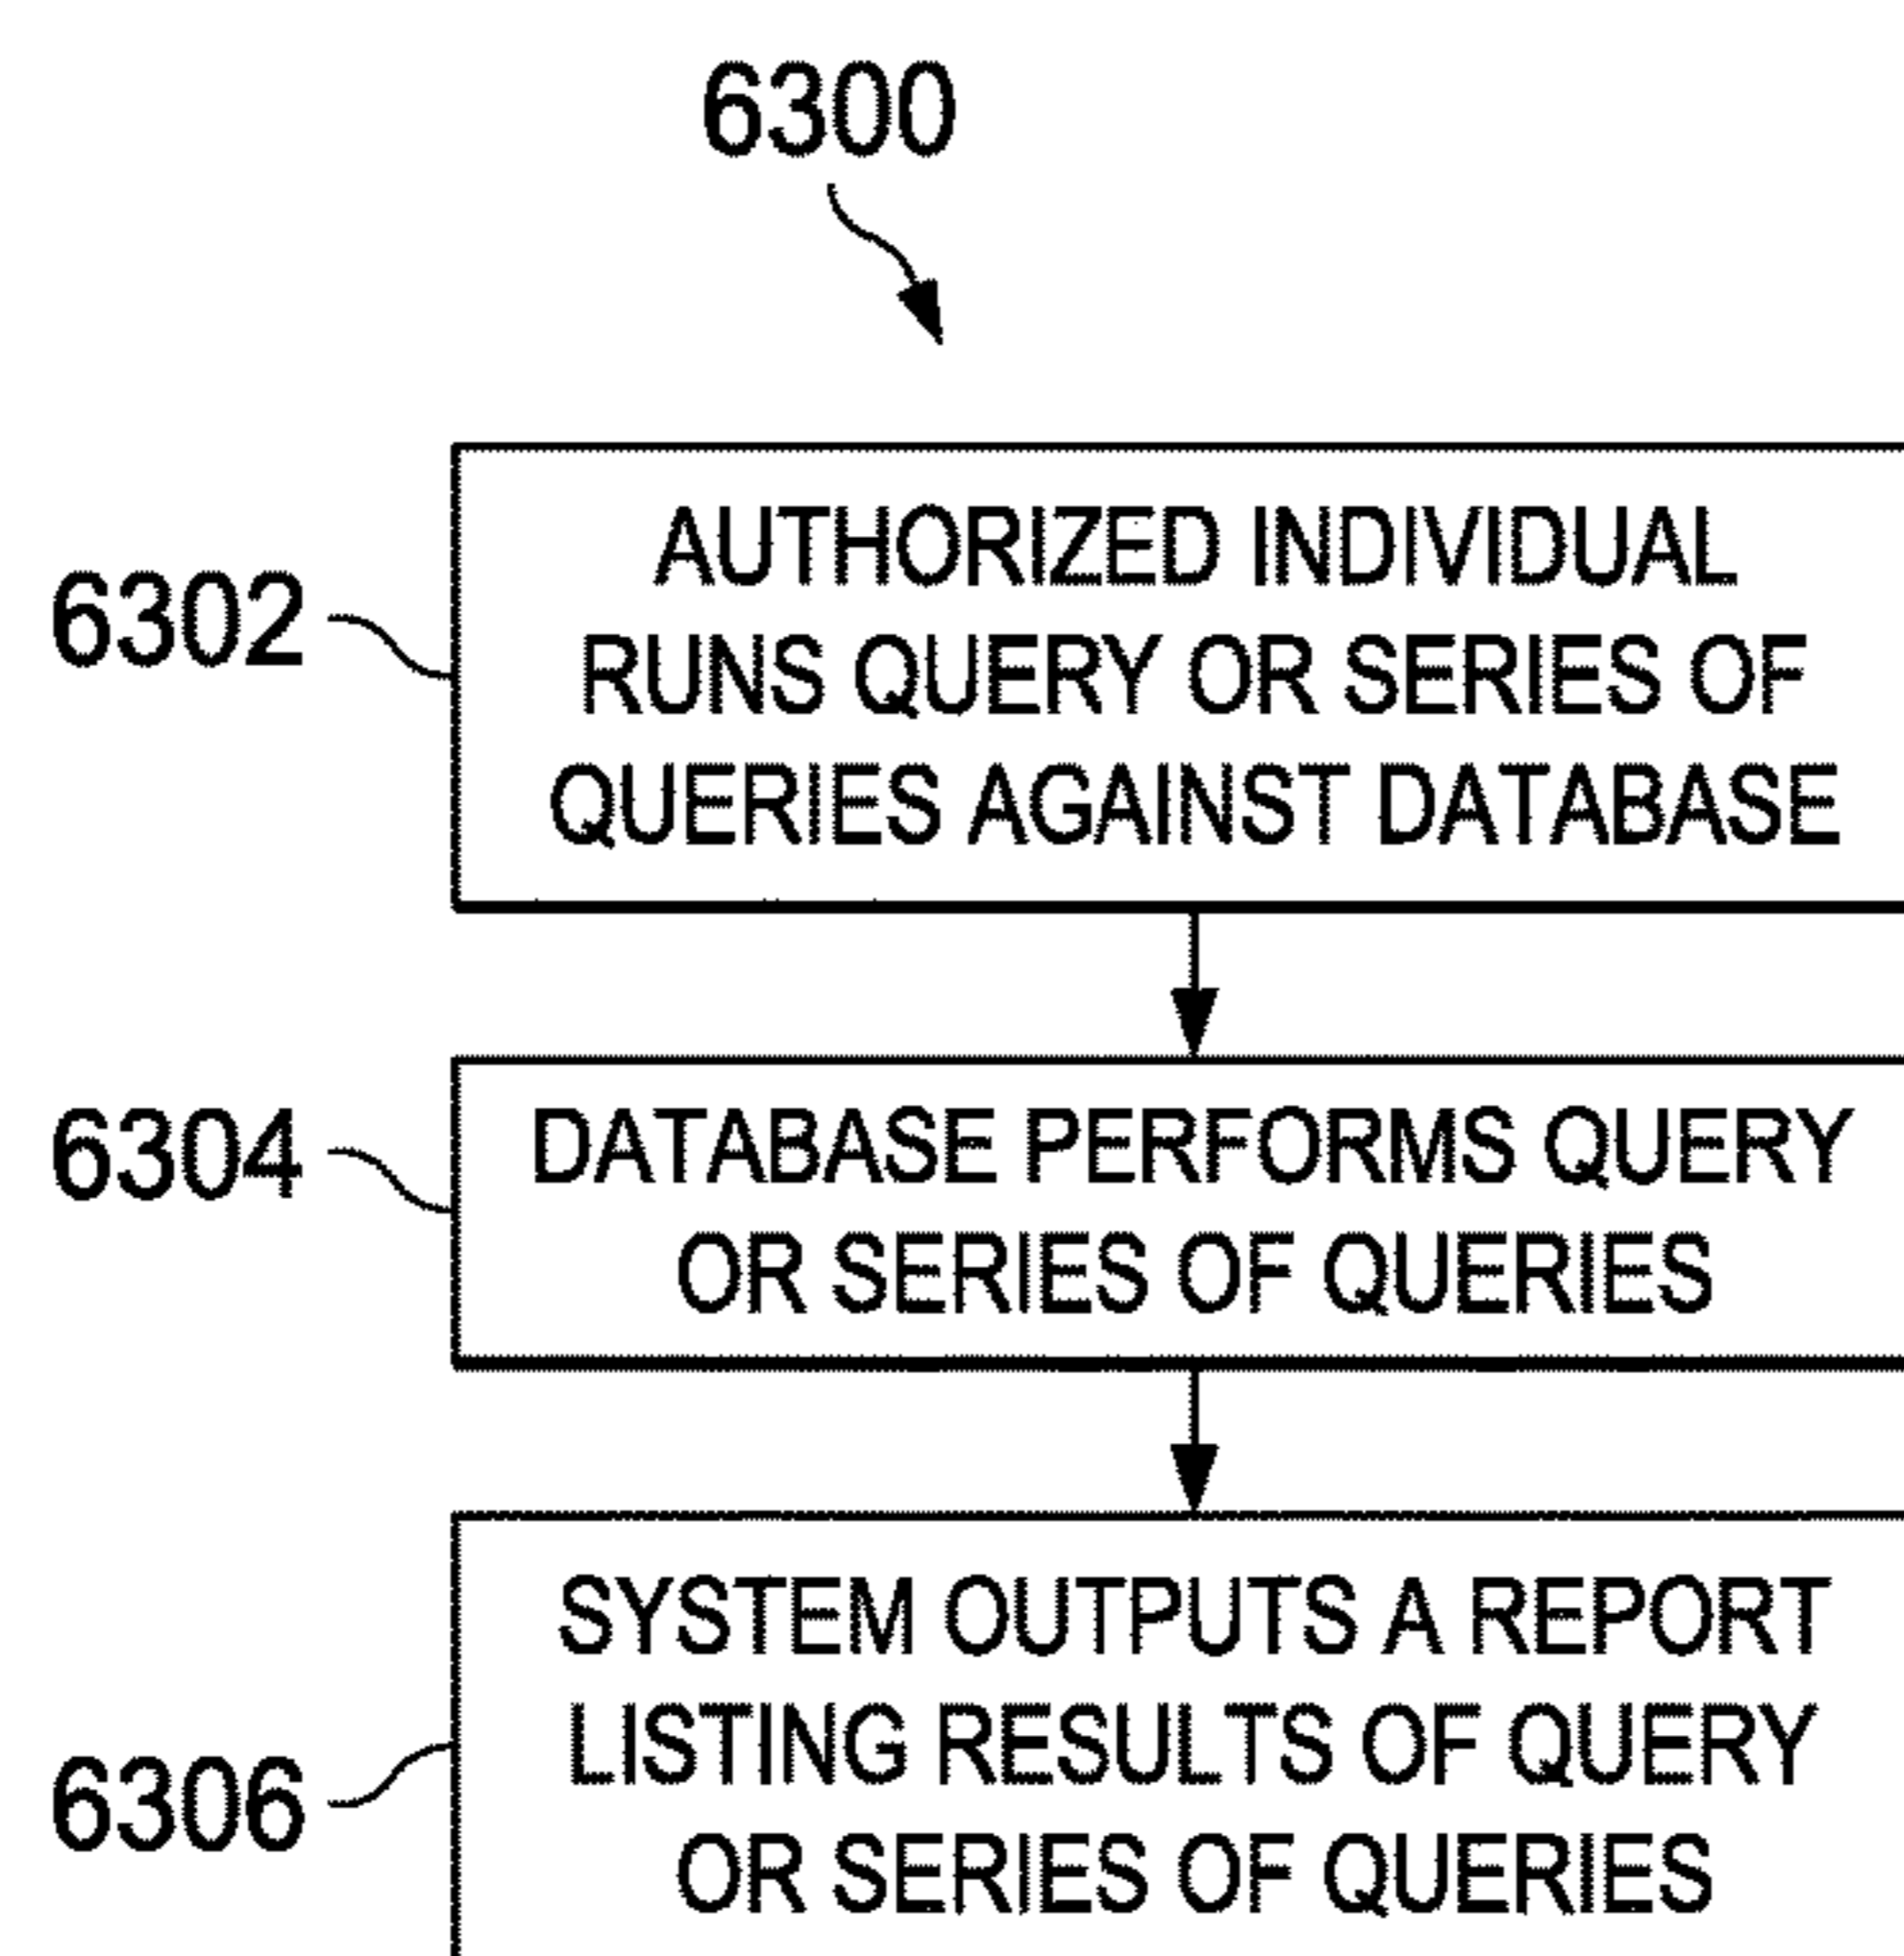 6300
6302
AUTHORIZED INDIVIDUAL
RUNS QUERY OR SERIES OF
QUERIES AGAINST DATABASE
6304
DATABASE PERFORMS QUERY
OR SERIES OF QUERIES
6306
SYSTEM OUTPUTS A REPORT
LISTING RESULTS OF QUERY
OR SERIES OF QUERIES